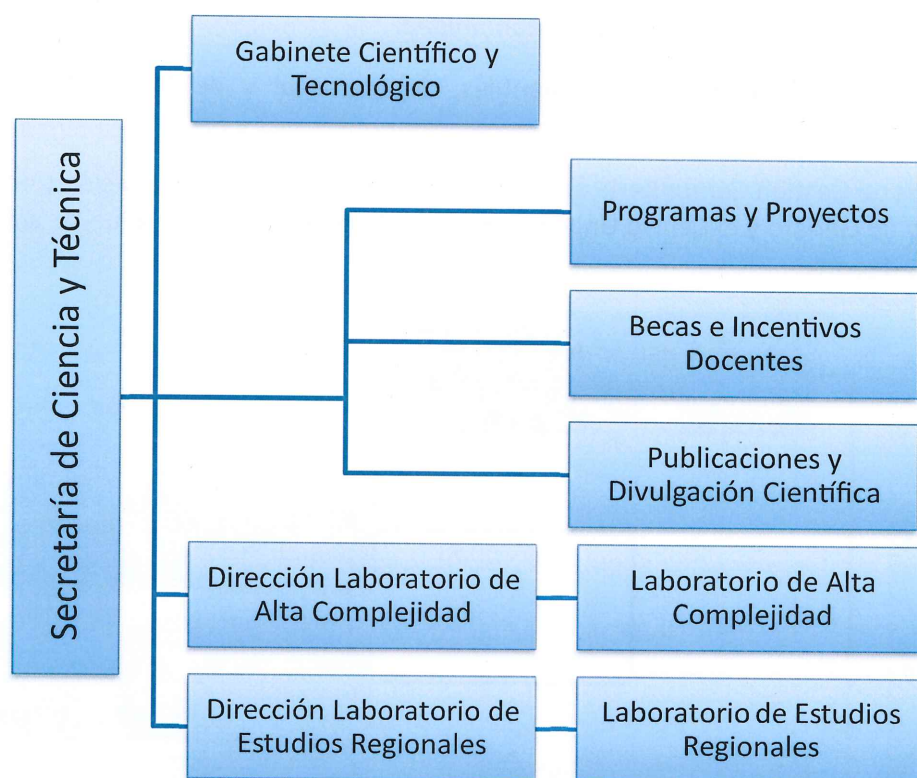 Gabinete Científico y
Tecnológico
Secretaría de Ciencia y Técnica
Programas y Proyectos
Becas e Incentivos
Docentes
Publicaciones y
Divulgación Científica
Dirección Laboratorio de
Alta Complejidad
Laboratorio de Alta
Complejidad
Dirección Laboratorio de
Estudios Regionales
Laboratorio de Estudios
Regionales